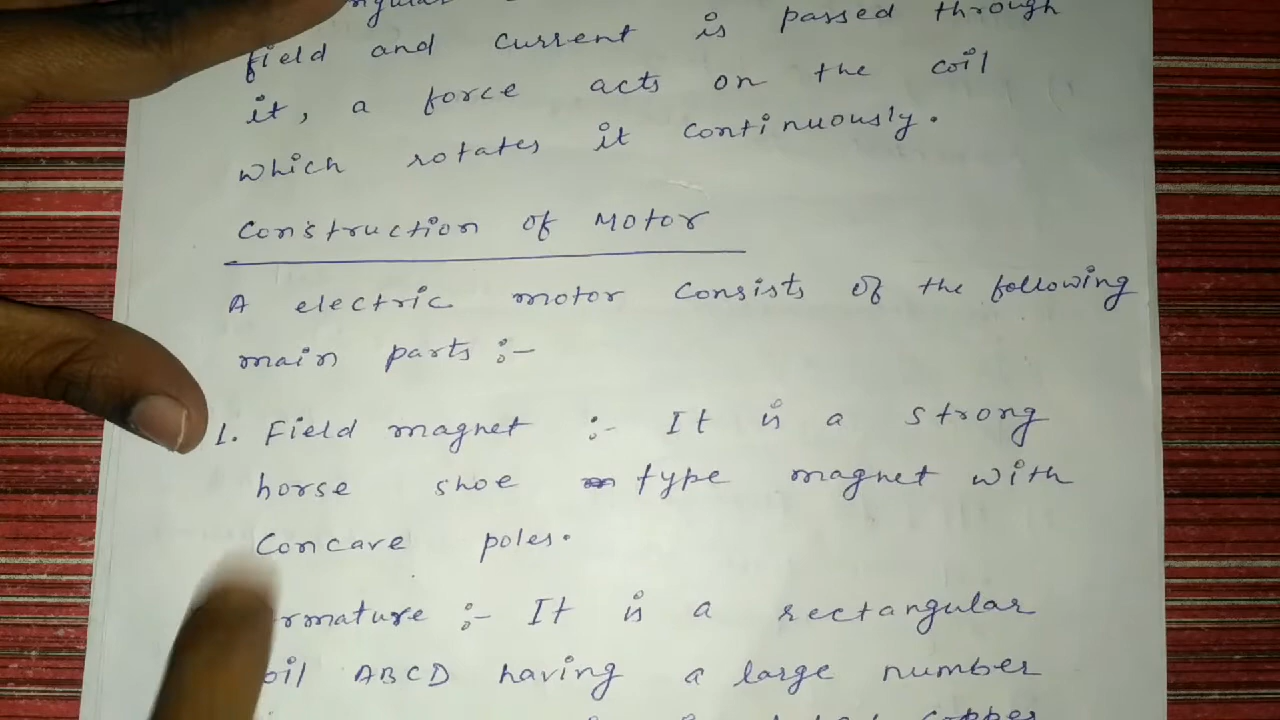 is passed through
field and current
it, a force acts on the coil
which rotates it continuously.
Construction of Motor
A electric motor consists of the following
main parts :-
1. Field magnet :- It is a strong
horse shoe type magnet with
Concave poles.
rmature :- It is a rectangular
oil ABCD having a large number
copper